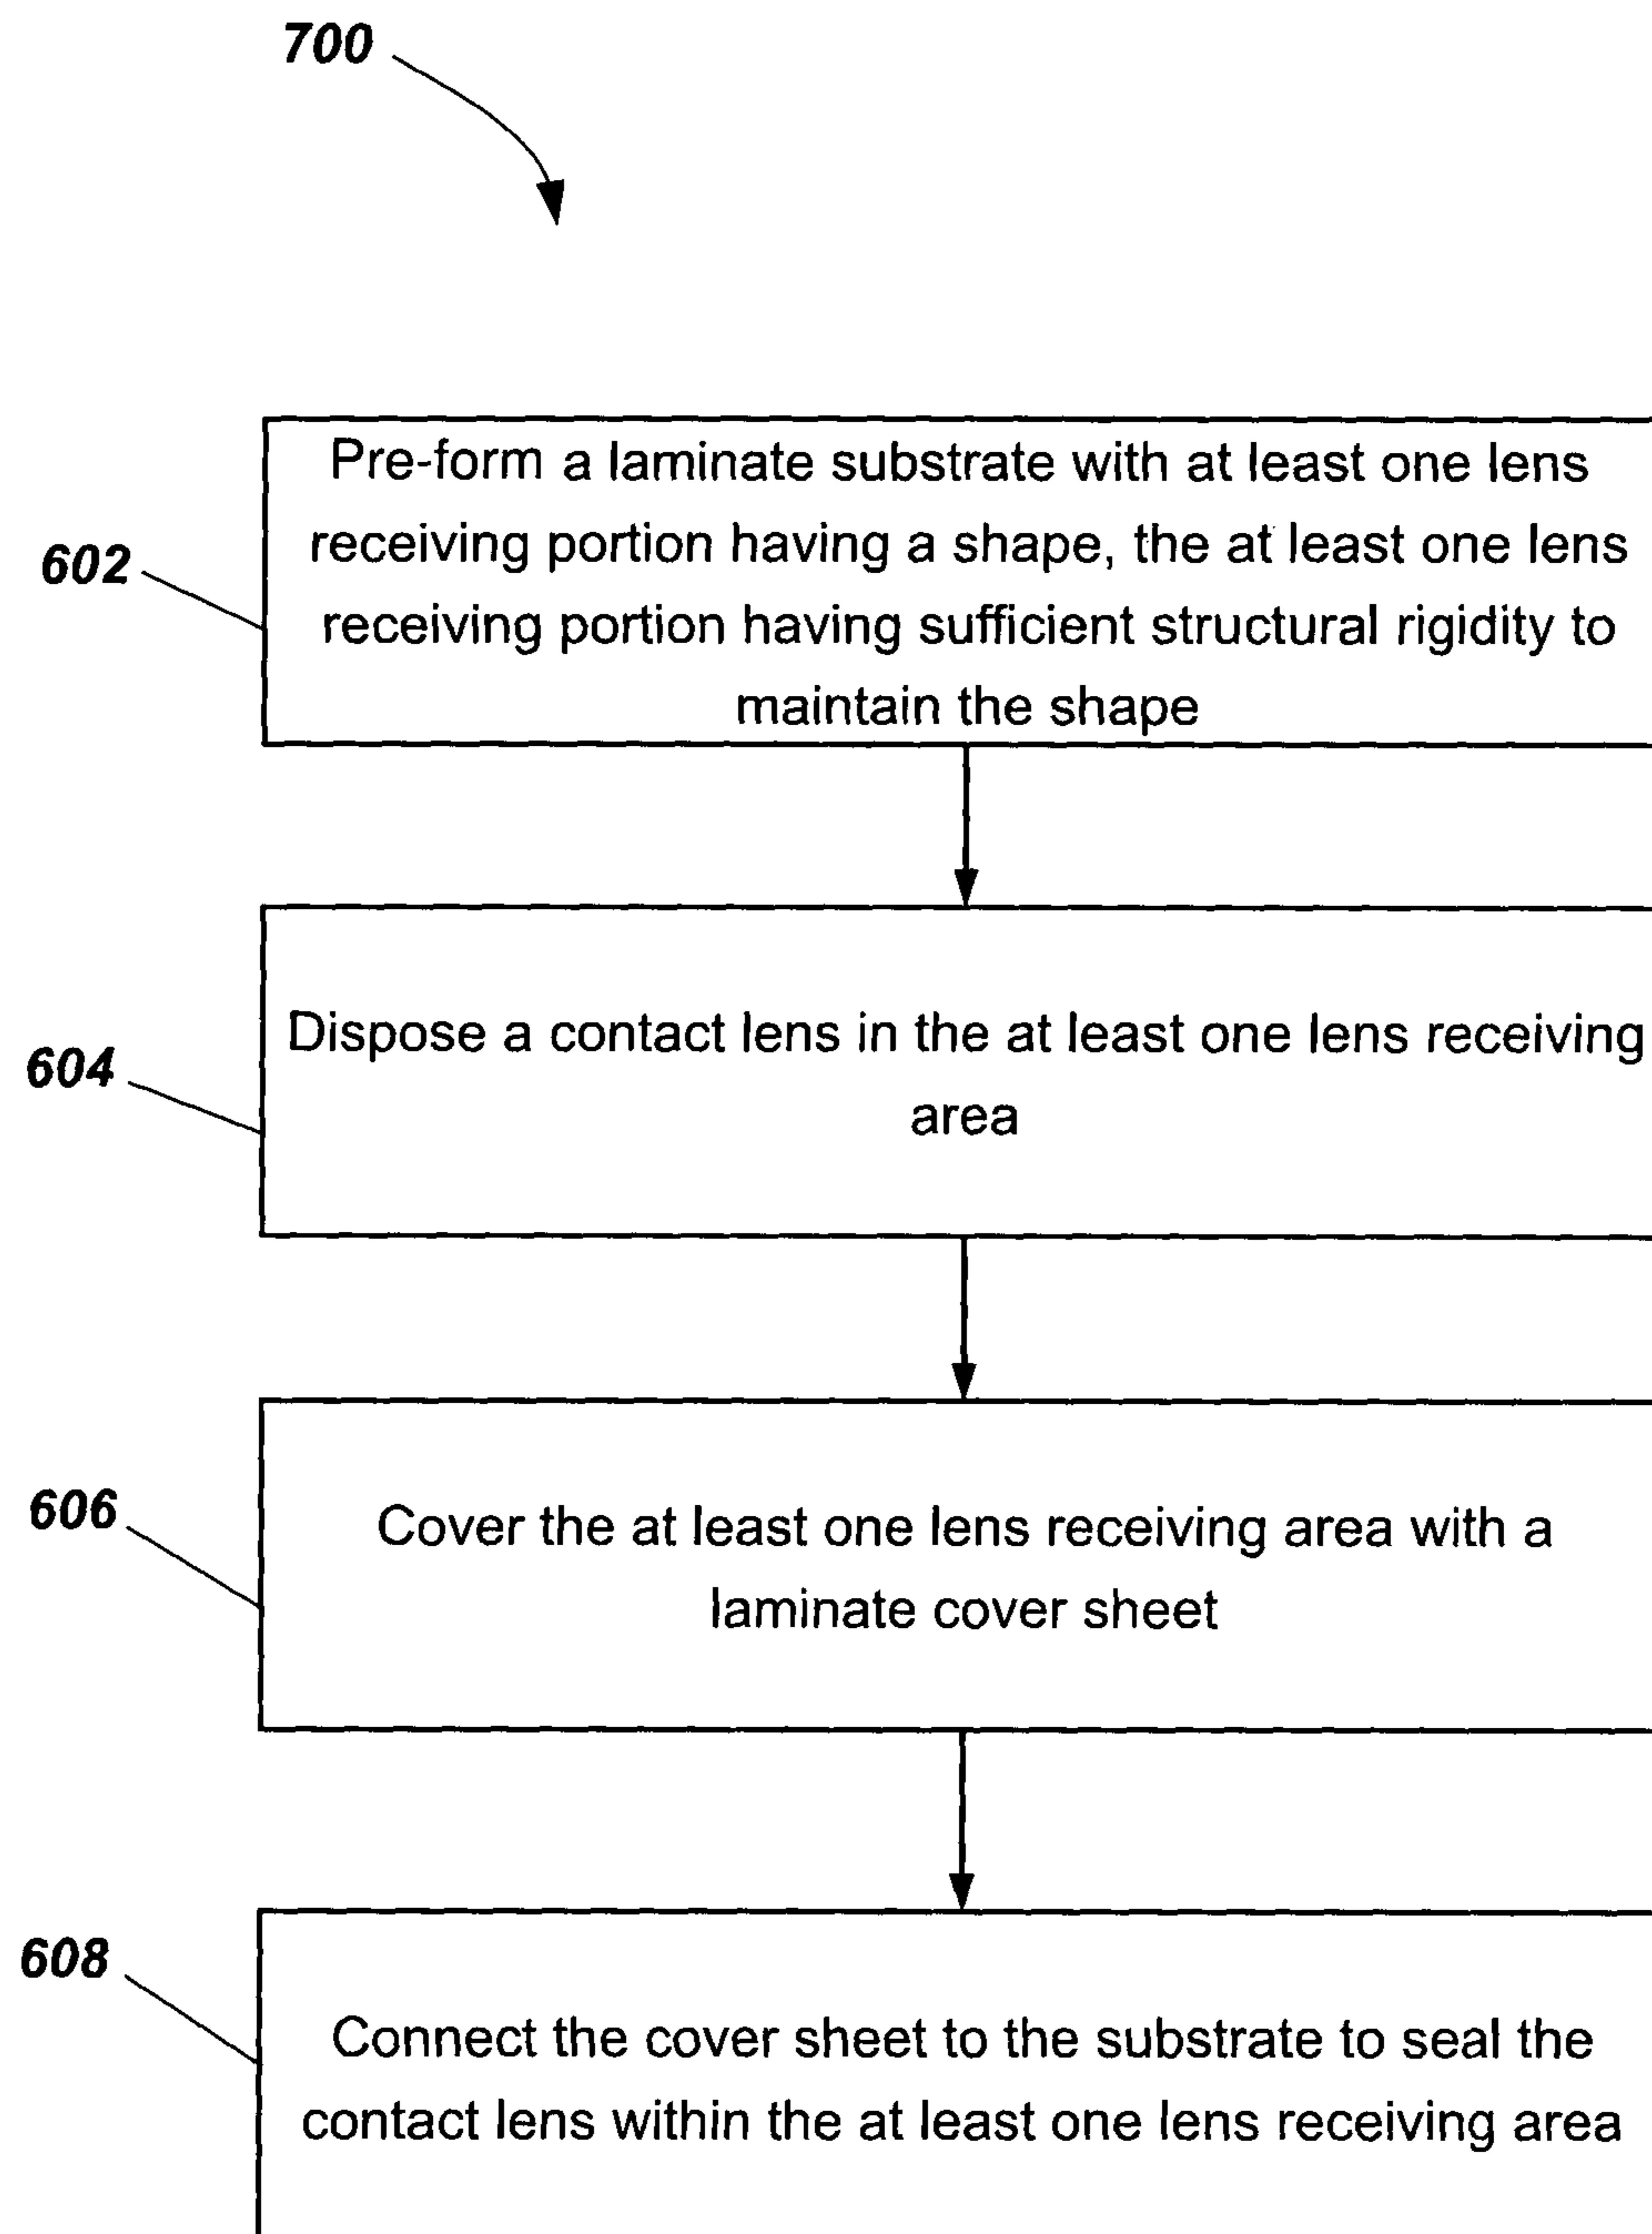 700
602
Pre-form a laminate substrate with at least one lens
receiving portion having a shape, the at least one lens
receiving portion having sufficient structural rigidity to
maintain the shape
604
Dispose a contact lens in the at least one lens receiving
area
606
Cover the at least one lens receiving area with a
laminate cover sheet
608
Connect the cover sheet to the substrate to seal the
contact lens within the at least one lens receiving area